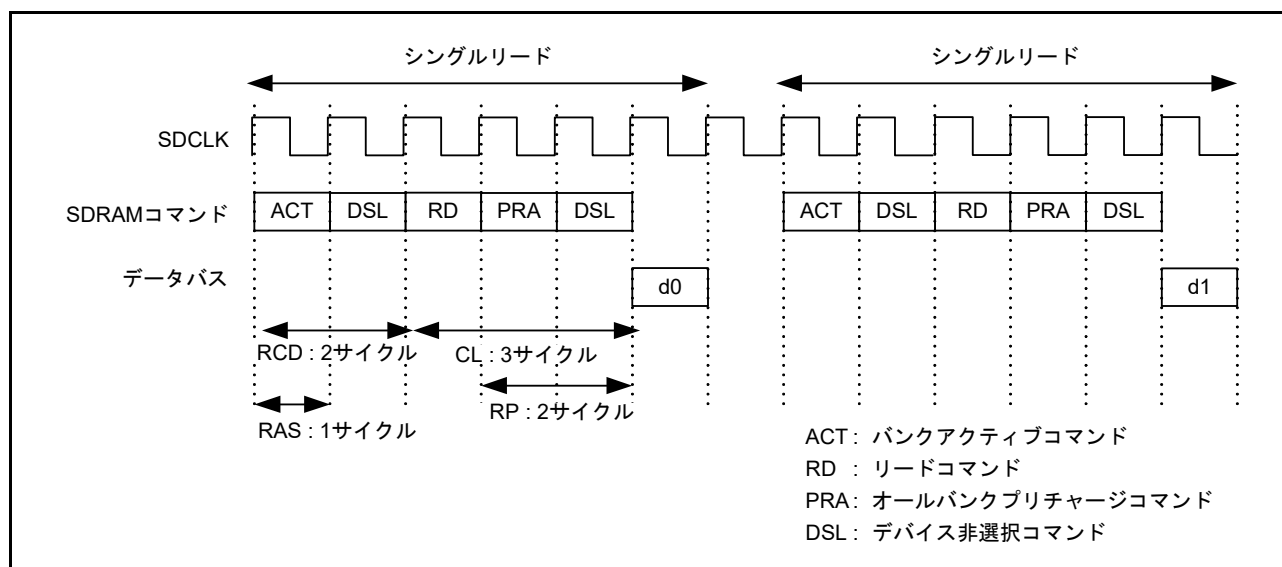 シングルリード シングルリード
SDCLK
SDRAMコマンド ACT DSL RD PRA DSL ACT DSL RD PRA DSL
データバス d0 d1
RCD : 2サイクル CL : 3サイクル
RP : 2サイクル
RAS : 1サイクル
ACT : バンクアクティブコマンド
RD : リードコマンド
PRA : オールバンクプリチャージコマンド
DSL : デバイス非選択コマンド